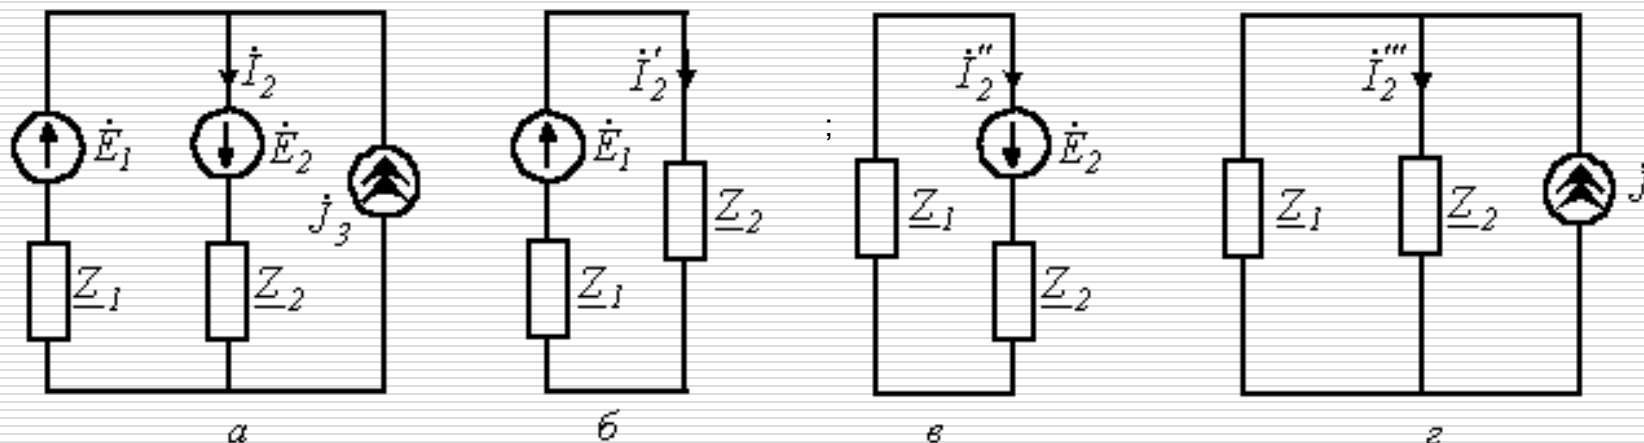 İ₂
Ė₁
Ė₂
j̇₃
Z₁
Z₂
а
İ₂′
Ė₁
Z₂
Z₁
б
;
İ₂″
Z₁
Ė₂
Z₂
в
İ₂‴
Z₁
Z₂
г